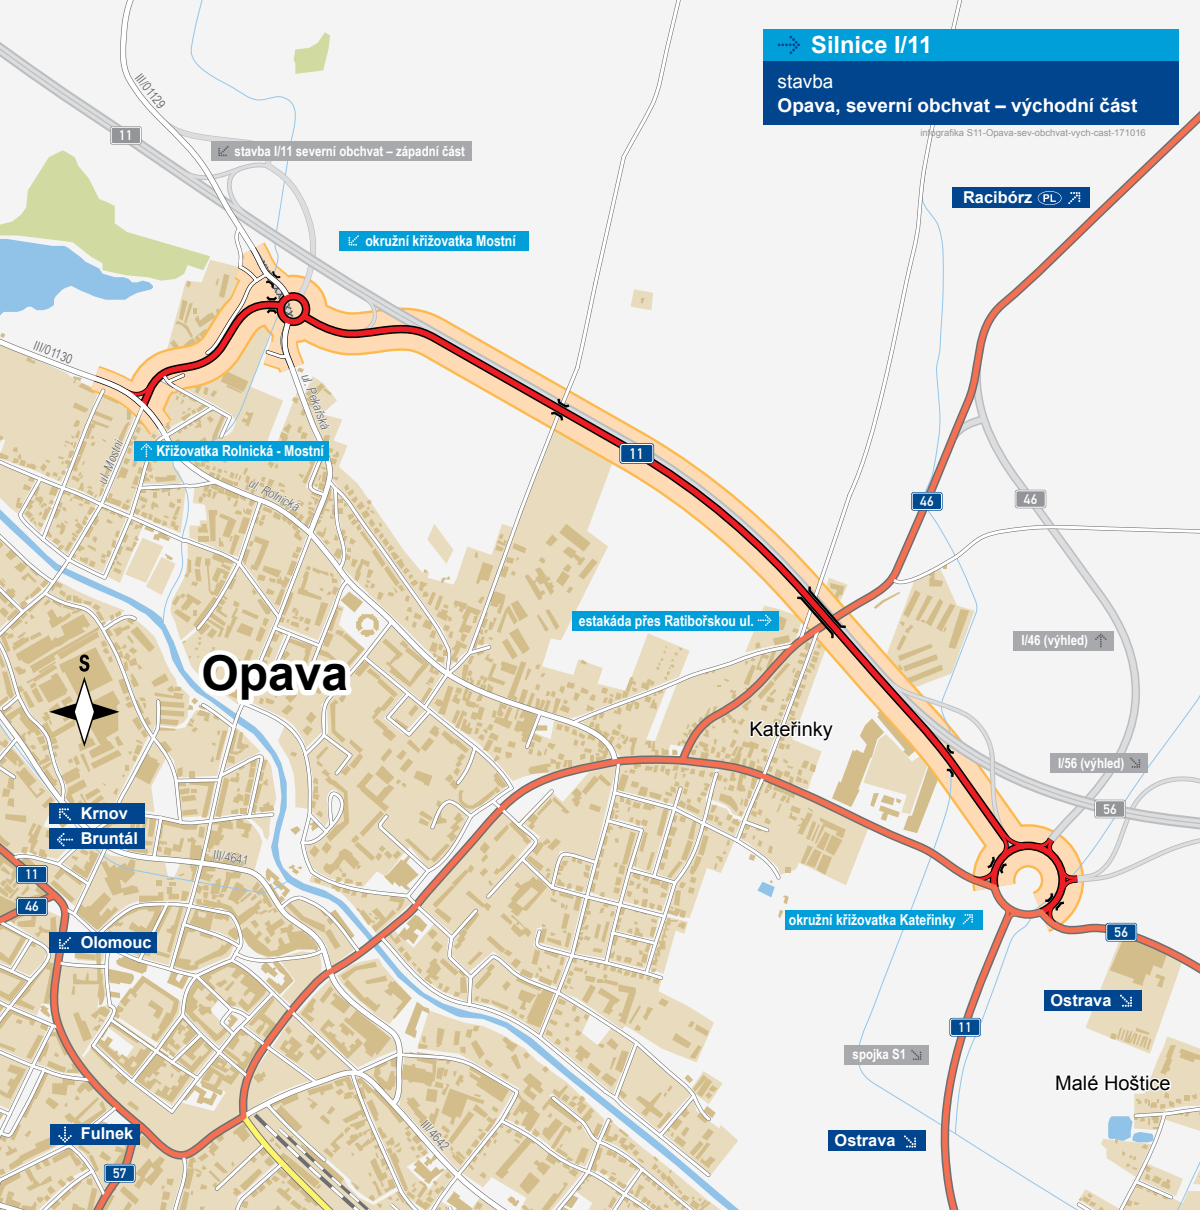 Silnice I/11
stavba
Opava, severní obchvat – východní část
infografika S11-Opava-sev-obchvat-vych-cast-171016
III/01129
11
stavba I/11 severní obchvat – západní část
Racibórz PL
okružní křižovatka Mostní
III/01130
ul. Pekařská
ul. Mostní
Křižovatka Rolnická - Mostní
11
ul. Rolnická
46
46
estakáda přes Ratibořskou ul.
I/46 (výhled)
S
Opava
Kateřinky
I/56 (výhled)
56
Krnov
Bruntál
III/4641
11
46
okružní křižovatka Kateřinky
56
Olomouc
Ostrava
11
spojka S1
Malé Hoštice
Fulnek
III/4642
Ostrava
57